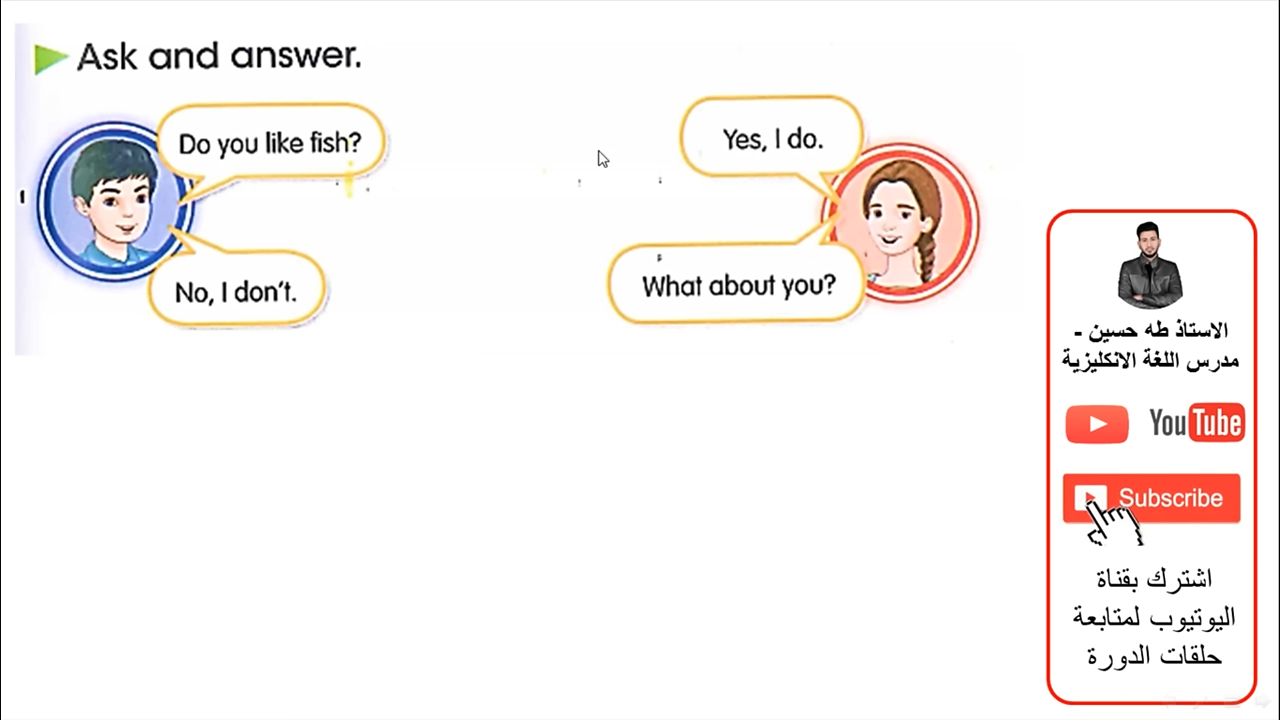 Ask and answer.
Do you like fish?
Yes, I do.
What about you?
No, I don't.
الاستاذ طه حسين -
مدرس اللغة الانكليزية
YouTube
Subscribe
اشترك بقناة
اليوتيوب لمتابعة
حلقات الدورة